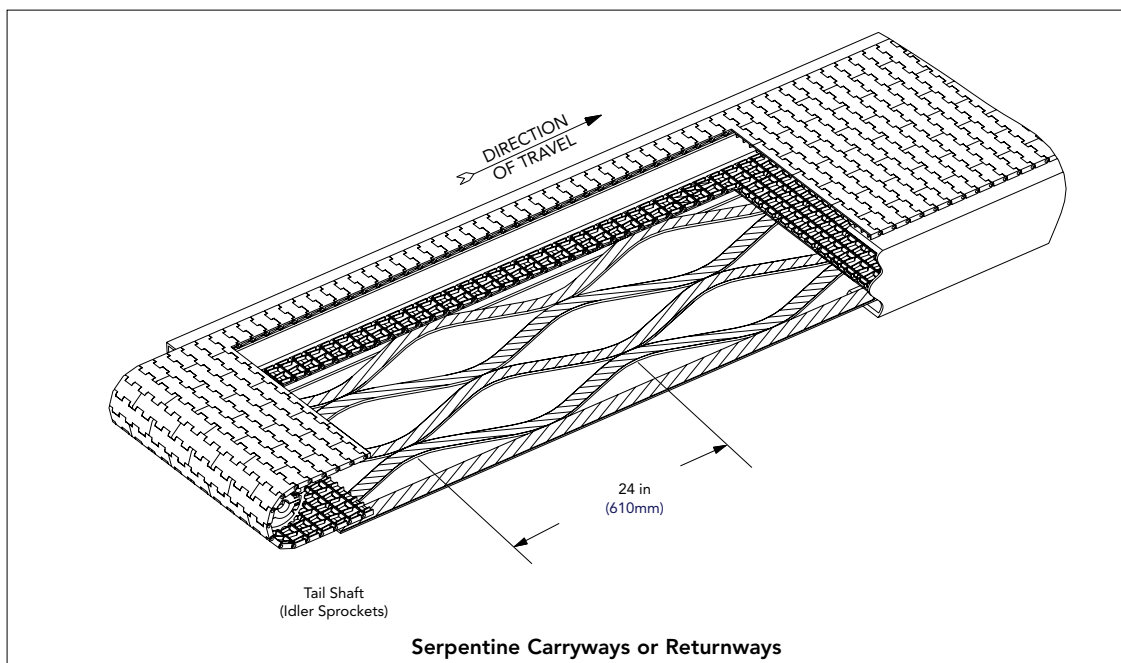 DIRECTION
OF TRAVEL
24 in
(610mm)
Tail Shaft
(Idler Sprockets)
Serpentine Carryways or Returnways